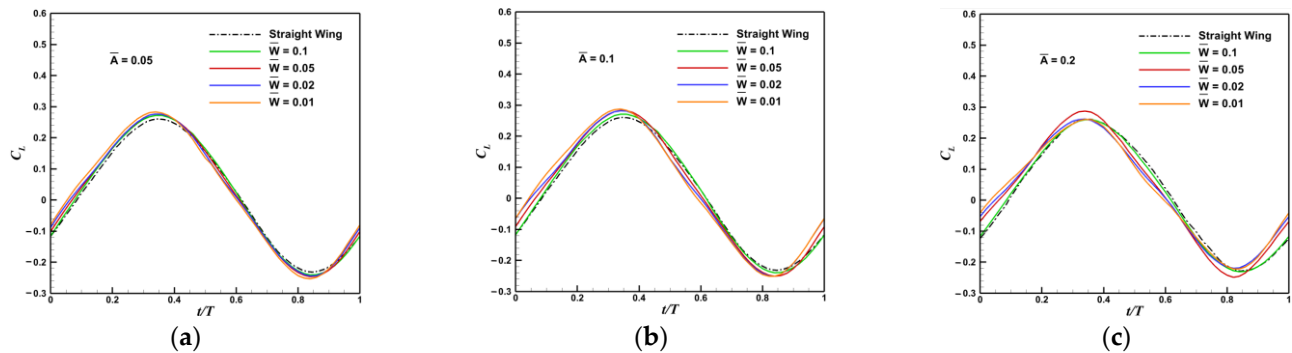 0.6
0.5
0.4
0.3
0.2
0.1
0
−0.1
−0.2
−0.3
C_L
A̅ = 0.05
Straight Wing
W̅ = 0.1
W̅ = 0.05
W̅ = 0.02
W̅ = 0.01
0 0.2 0.4 0.6 0.8 1
t/T
(a)
0.6
0.5
0.4
0.3
0.2
0.1
0
−0.1
−0.2
−0.3
C_L
A̅ = 0.1
Straight Wing
W̅ = 0.1
W̅ = 0.05
W̅ = 0.02
W̅ = 0.01
0 0.2 0.4 0.6 0.8 1
t/T
(b)
0.6
0.5
0.4
0.3
0.2
0.1
0
−0.1
−0.2
−0.3
C_L
A̅ = 0.2
Straight Wing
W̅ = 0.1
W̅ = 0.05
W̅ = 0.02
W̅ = 0.01
0 0.2 0.4 0.6 0.8 1
t/T
(c)